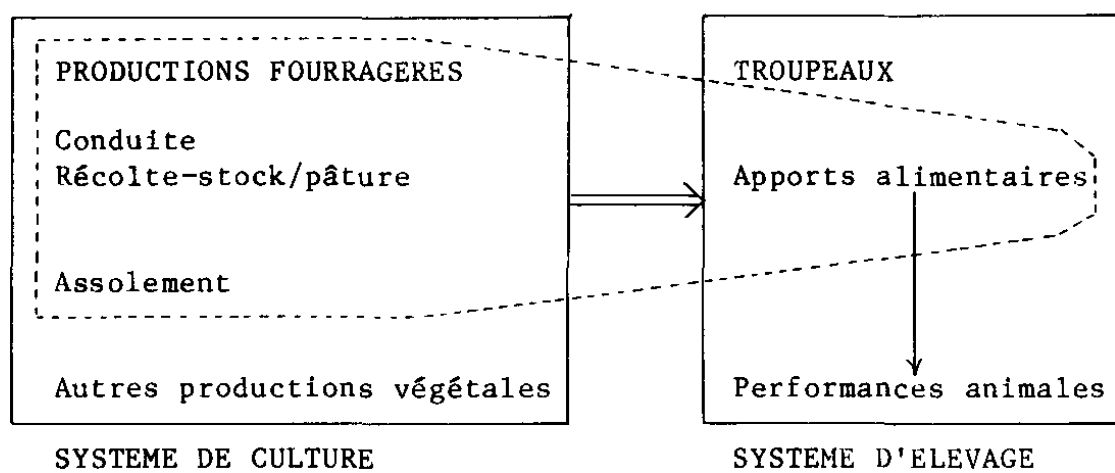 PRODUCTIONS FOURRAGERES
Conduite
Récolte-stock/pâture
Assolement
Autres productions végétales
SYSTEME DE CULTURE
TROUPEAUX
Apports alimentaires
Performances animales
SYSTEME D'ELEVAGE